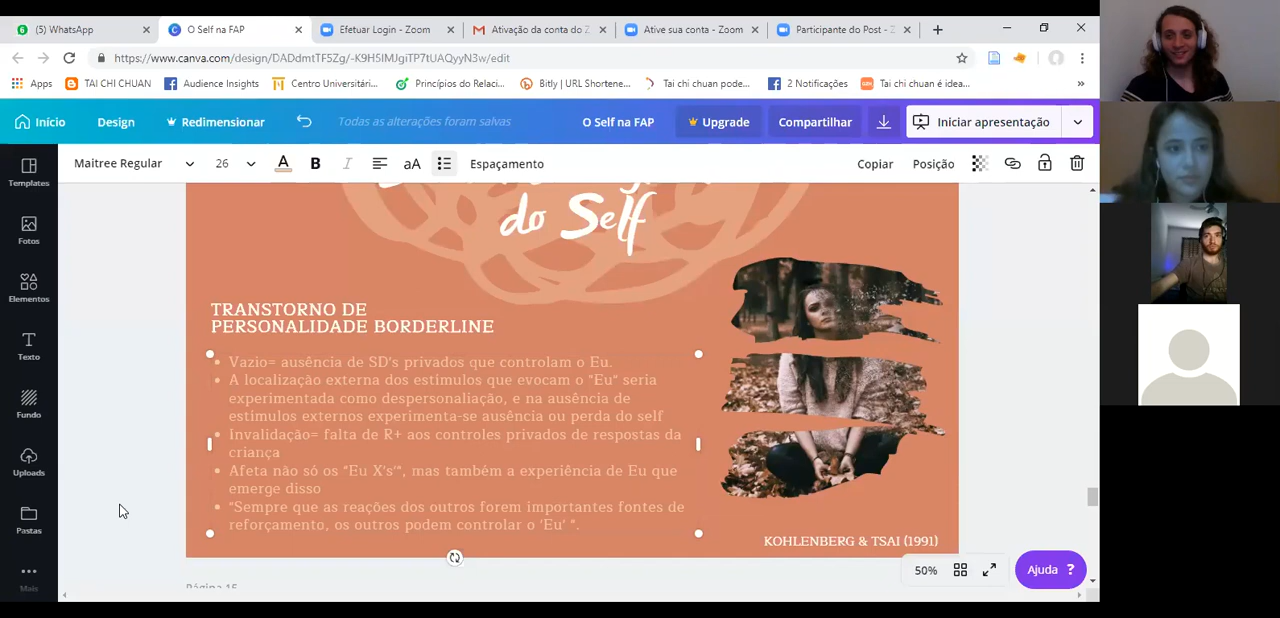 (5) WhatsApp
O Self na FAP
Efetuar Login - Zoom
Ativação da conta do Z
Ative sua conta - Zoom
Participante do Post - Z
https://www.canva.com/design/DADdmtTF5Zg/-K9H5IMJgiTP7tUAQyyN3w/edit
Apps
TAI CHI CHUAN
Audience Insights
Centro Universitári...
Princípios do Relaci...
Bitly | URL Shortene...
Tai chi chuan pode...
2 Notificações
Tai chi chuan é idea...
»
Início
Design
Redimensionar
Todas as alterações foram salvas
O Self na FAP
Upgrade
Compartilhar
Iniciar apresentação
Maitree Regular
26
A
B
I
aA
Espaçamento
Copiar
Posição
Templates
Fotos
Elementos
Texto
Fundo
Uploads
Pastas
Mais
do Self
TRANSTORNO DE
PERSONALIDADE BORDERLINE
• Vazio= ausência de SD's privados que controlam o Eu.
• A localização externa dos estímulos que evocam o "Eu" seria
experimentada como despersonaliação, e na ausência de
estímulos externos experimenta-se ausência ou perda do self
• Invalidação= falta de R+ aos controles privados de respostas da
criança
• Afeta não só os "Eu X's'", mas também a experiência de Eu que
emerge disso
• "Sempre que as reações dos outros forem importantes fontes de
reforçamento, os outros podem controlar o 'Eu' ".
KOHLENBERG & TSAI (1991)
Página 15
50%
Ajuda ?